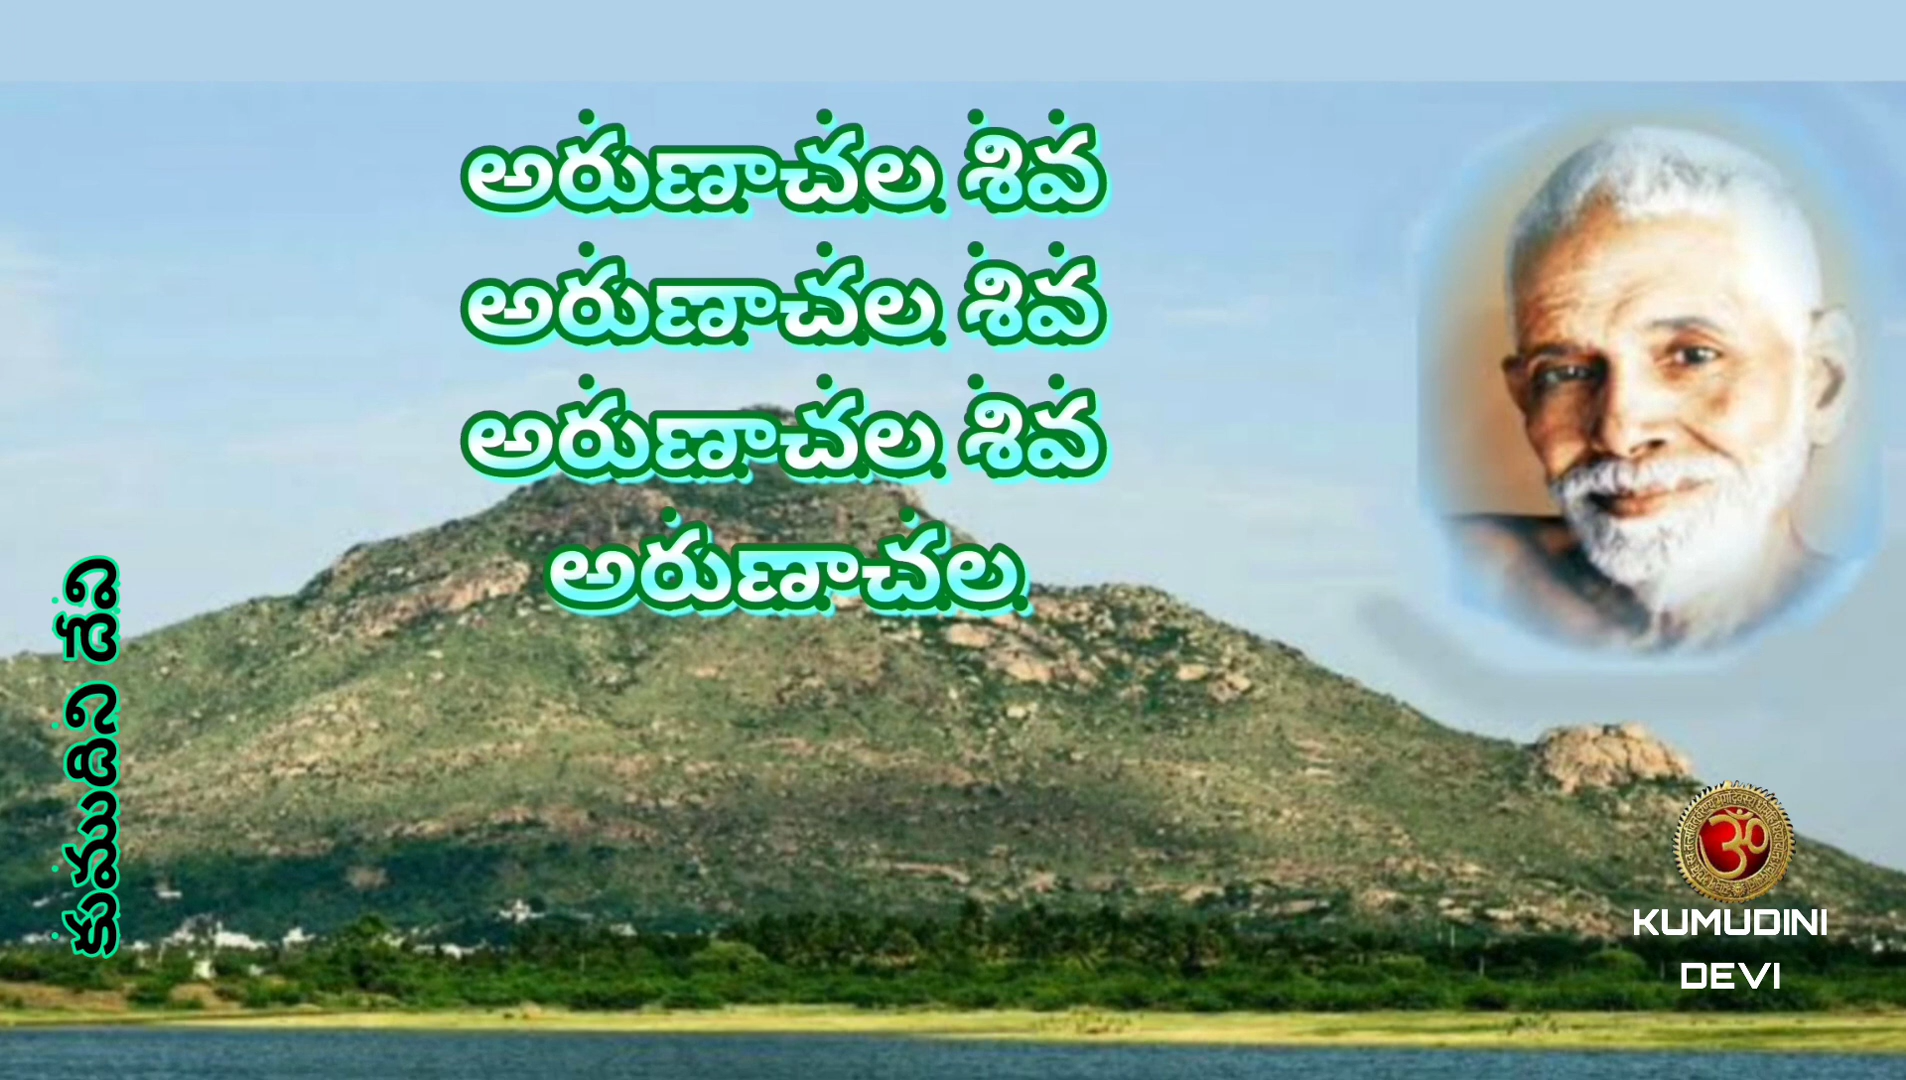 అరుణాచల శివ
అరుణాచల శివ
అరుణాచల శివ
అరుణాచల
కుముదిని దేవి
ॐ
KUMUDINI
DEVI